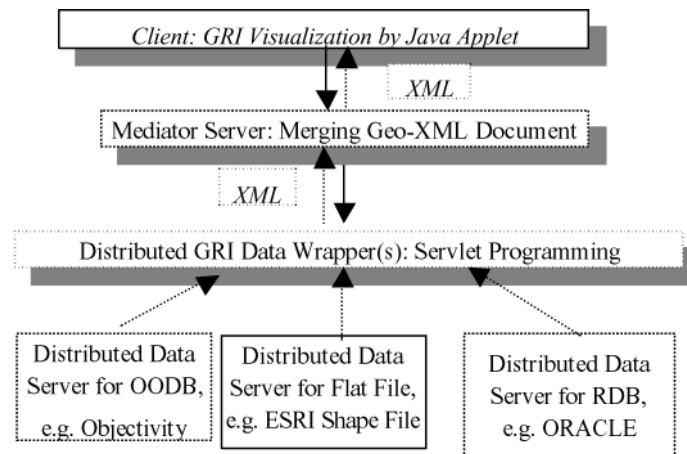 Client: GRI Visualization by Java Applet
XML
Mediator Server: Merging Geo-XML Document
XML
Distributed GRI Data Wrapper(s): Servlet Programming
Distributed Data
Server for OODB,
e.g. Objectivity
Distributed Data
Server for Flat File,
e.g. ESRI Shape File
Distributed Data
Server for RDB,
e.g. ORACLE